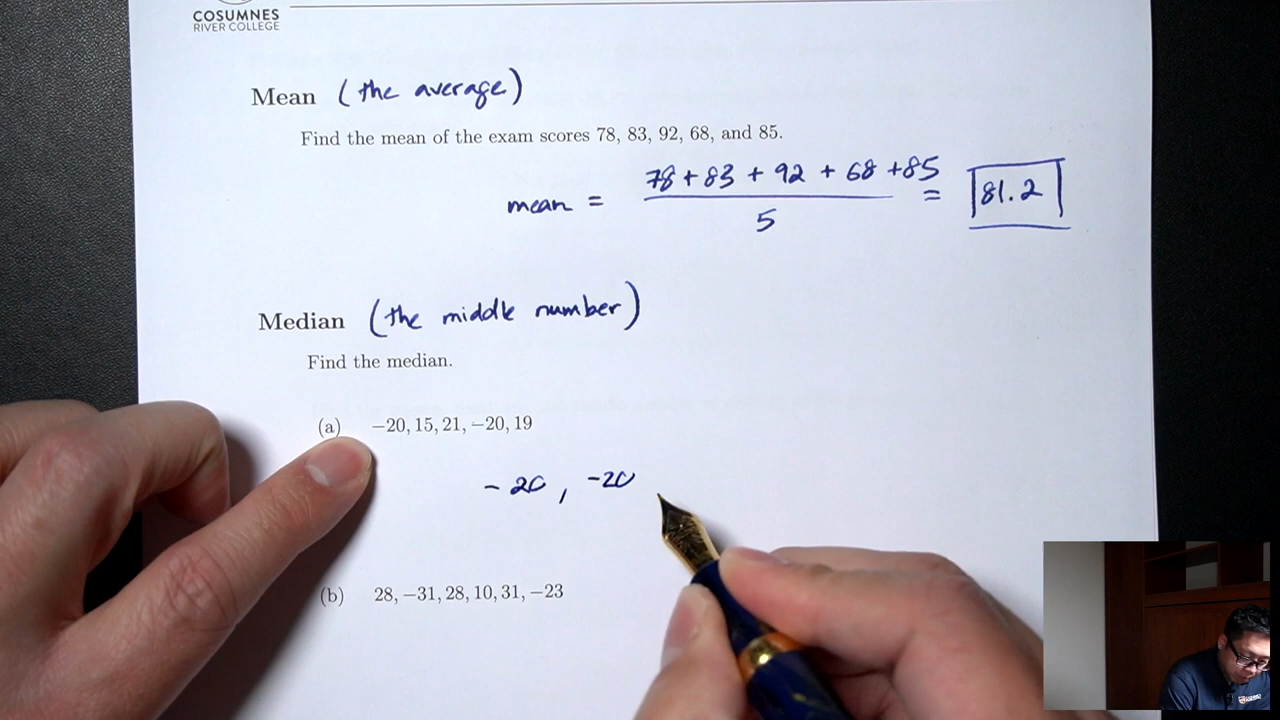 COSUMNES
RIVER COLLEGE
Mean (the average)
Find the mean of the exam scores 78, 83, 92, 68, and 85.
mean = 78 + 83 + 92 + 68 + 85 / 5 = 81.2
Median (the middle number)
Find the median.
(a) −20, 15, 21, −20, 19
-20, -20
(b) 28, −31, 28, 10, 31, −23